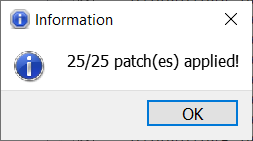 Information
25/25 patch(es) applied!
OK